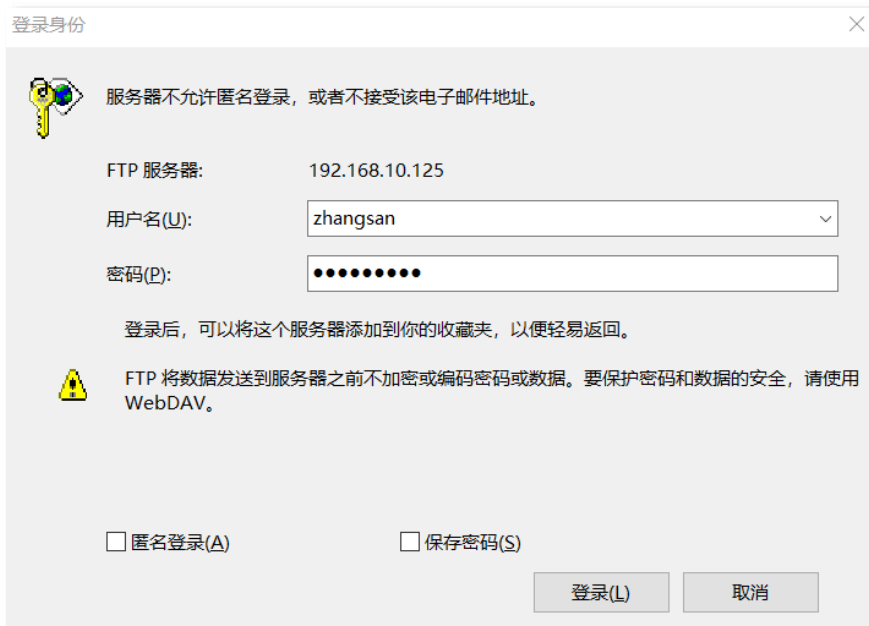 登录身份
服务器不允许匿名登录，或者不接受该电子邮件地址。
FTP 服务器: 192.168.10.125
用户名(U): zhangsan
密码(P): ●●●●●●●●●
登录后，可以将这个服务器添加到你的收藏夹，以便轻易返回。
FTP 将数据发送到服务器之前不加密或编码密码或数据。要保护密码和数据的安全，请使用
WebDAV。
匿名登录(A) 保存密码(S)
登录(L) 取消